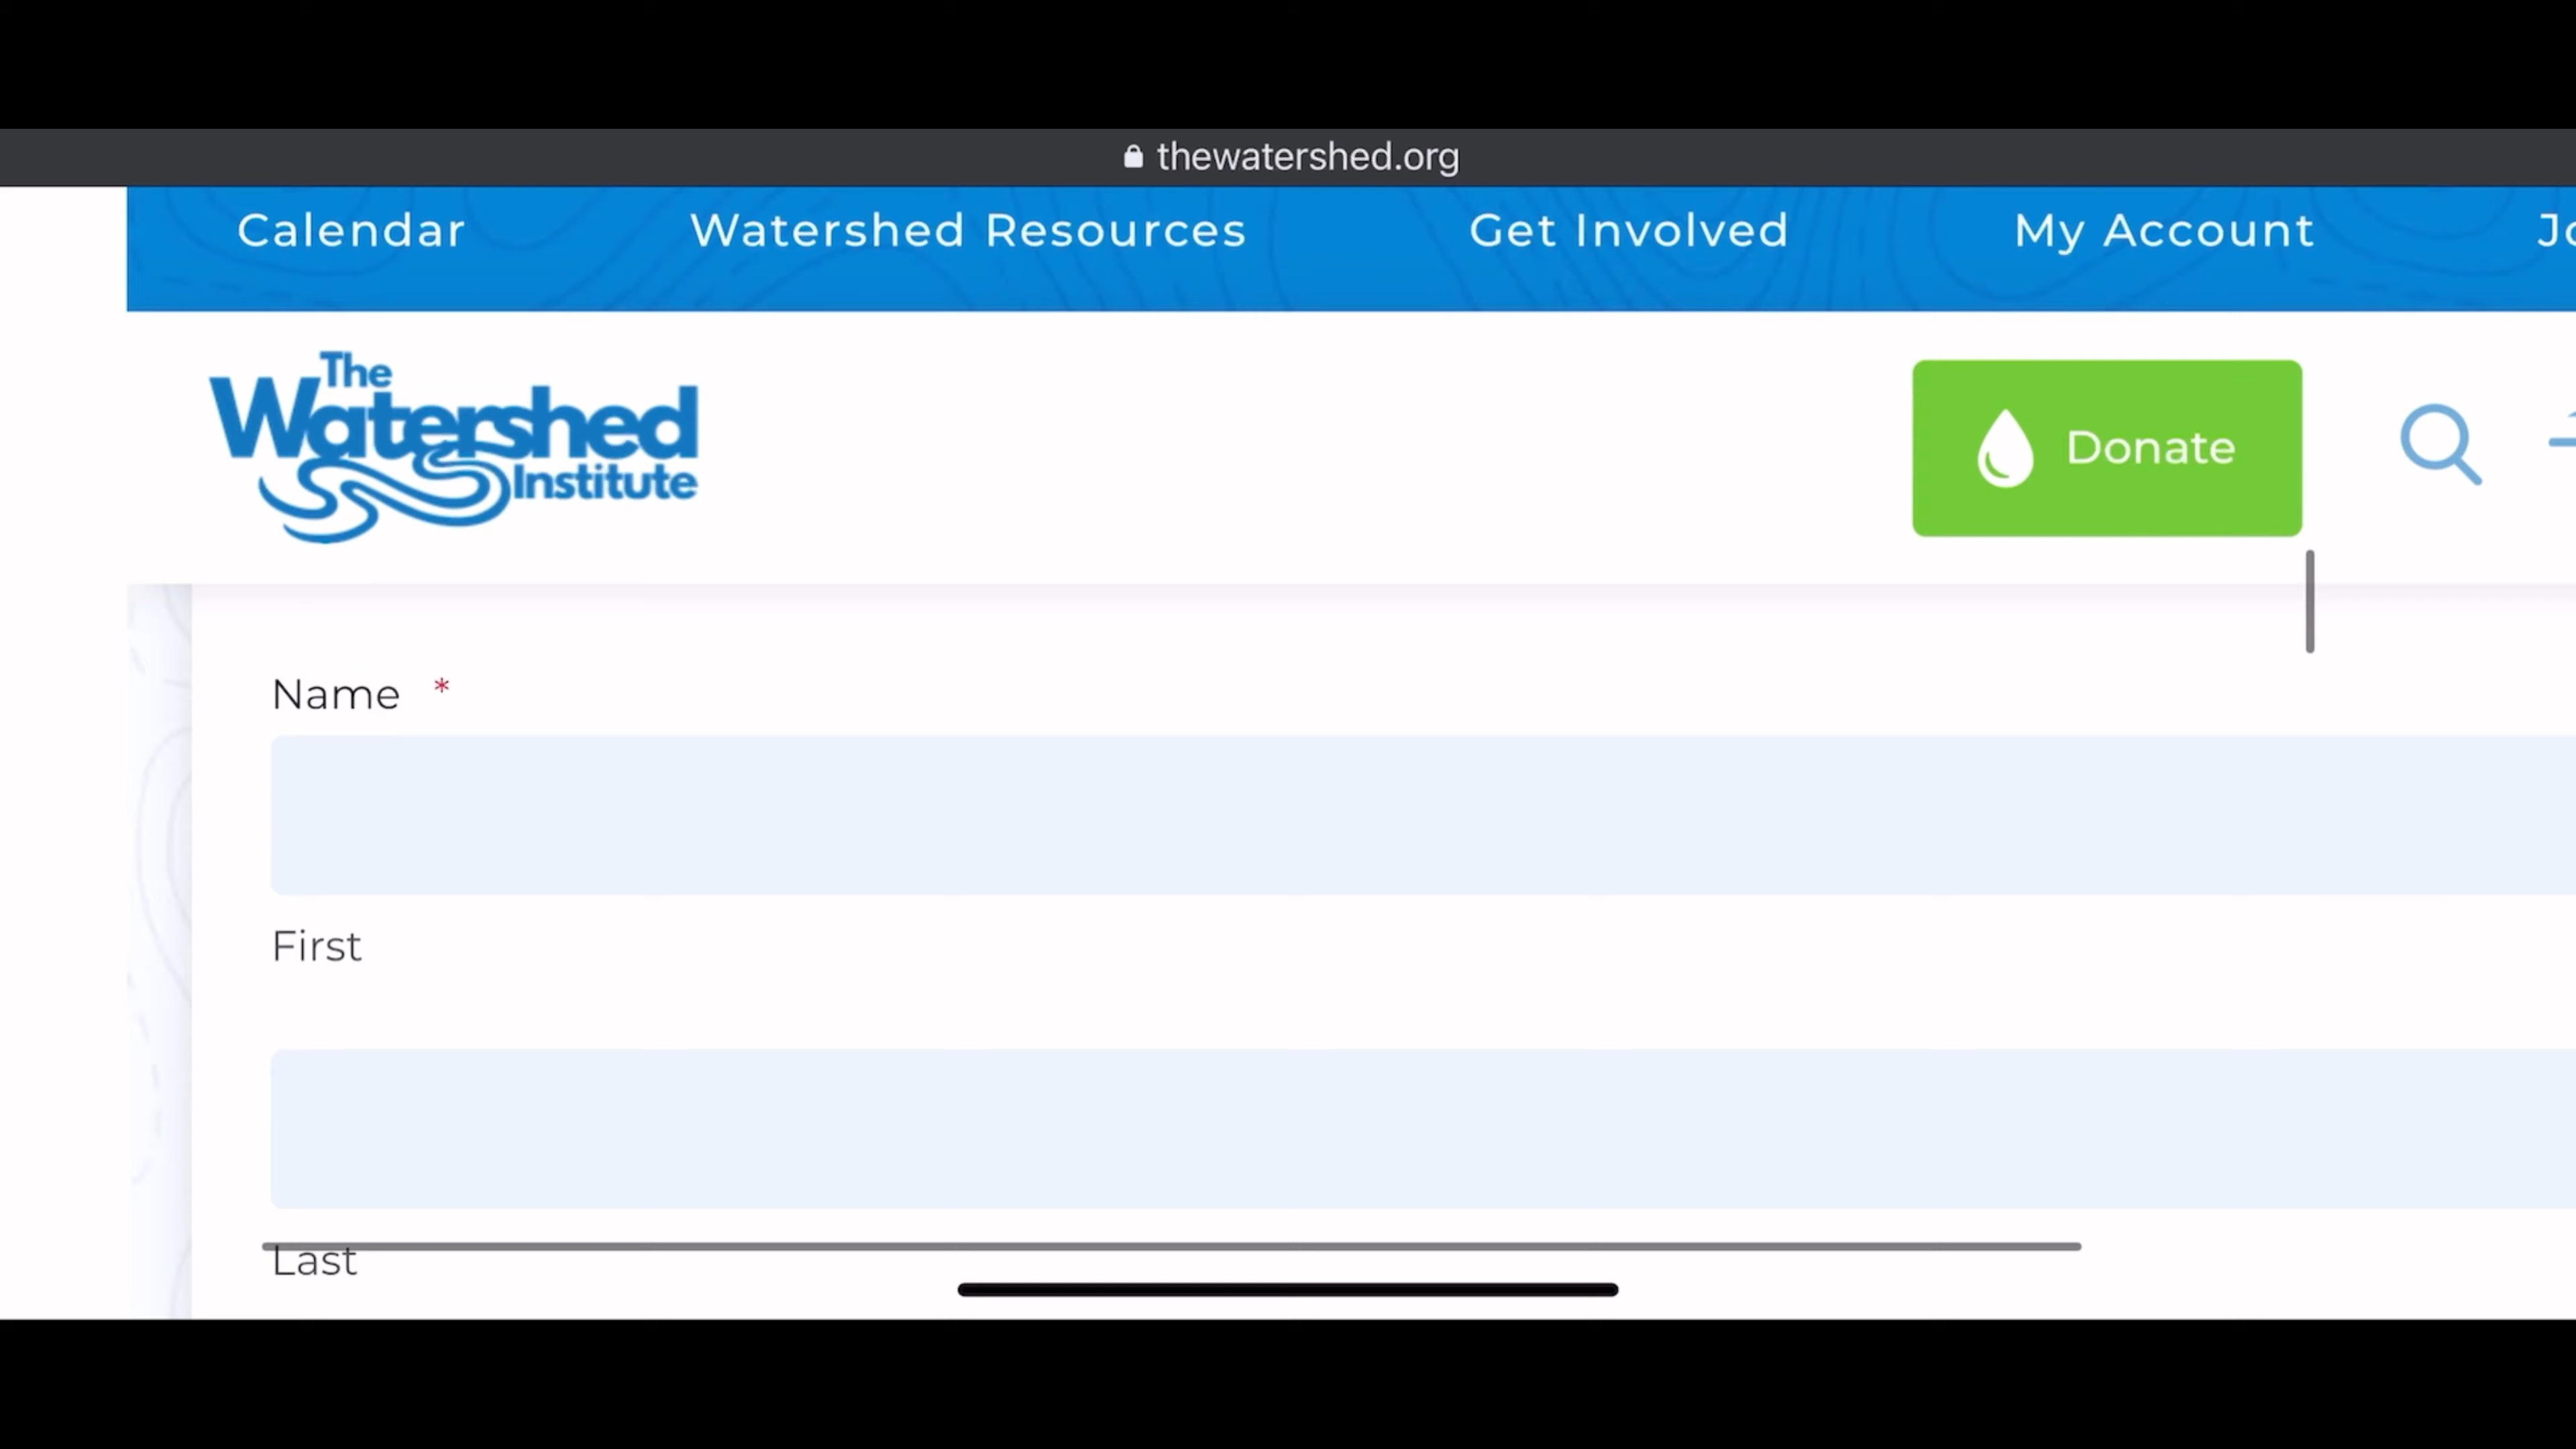 thewatershed.org
Calendar Watershed Resources Get Involved My Account
The
Watershed
Institute
Donate
Name *
First
Last